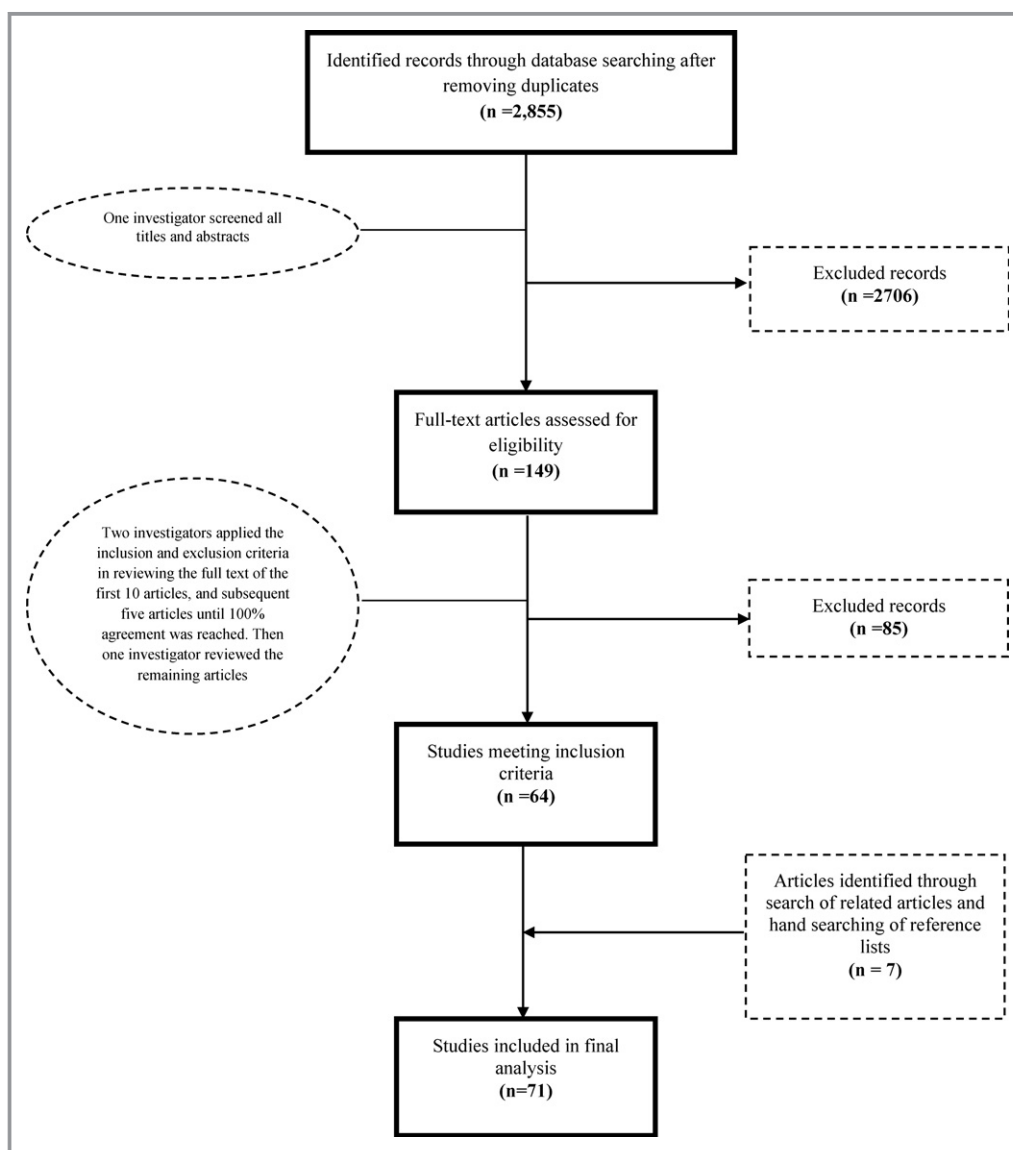 Identified records through database searching after
removing duplicates
(n =2,855)
One investigator screened all
titles and abstracts
Excluded records
(n =2706)
Full-text articles assessed for
eligibility
(n =149)
Two investigators applied the
inclusion and exclusion criteria
in reviewing the full text of the
first 10 articles, and subsequent
five articles until 100%
agreement was reached. Then
one investigator reviewed the
remaining articles
Excluded records
(n =85)
Studies meeting inclusion
criteria
(n =64)
Articles identified through
search of related articles and
hand searching of reference
lists
(n = 7)
Studies included in final
analysis
(n=71)